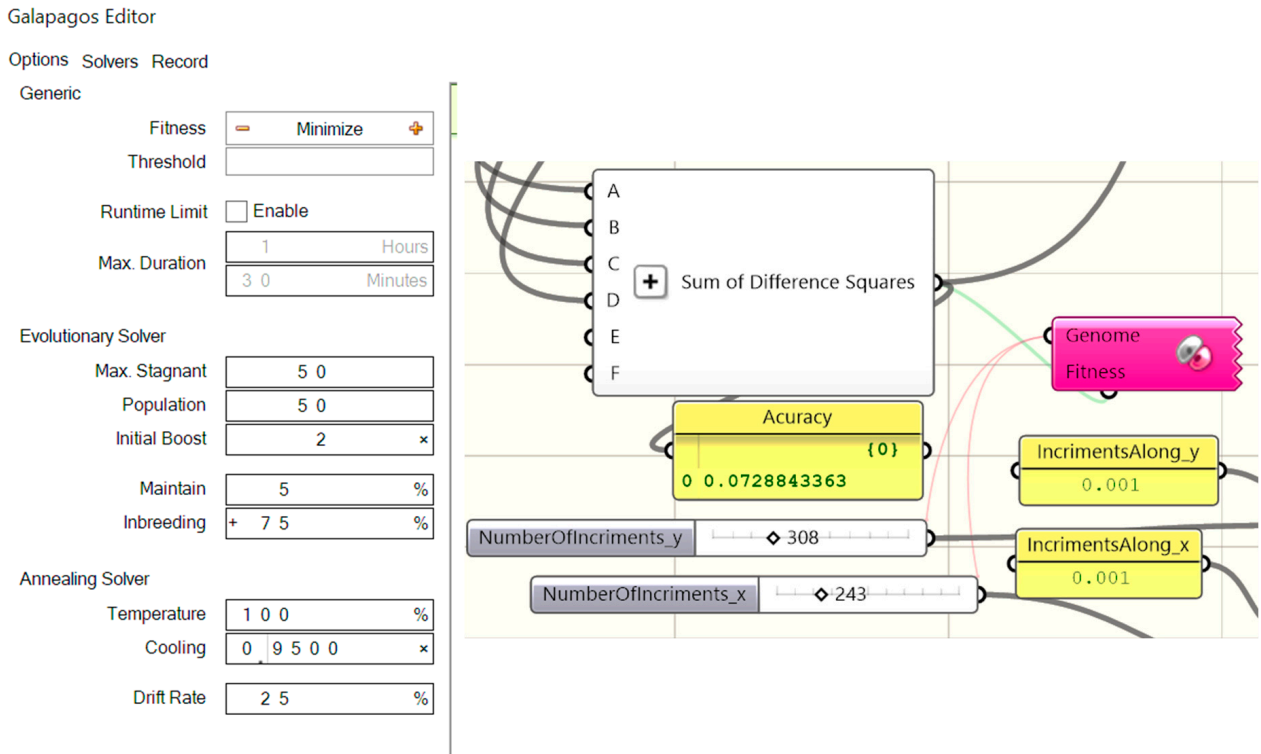 Galapagos Editor
Options Solvers Record
Generic
Fitness Minimize
Threshold
Runtime Limit Enable
Max. Duration 1 Hours
30 Minutes
Evolutionary Solver
Max. Stagnant 50
Population 50
Initial Boost 2 ×
Maintain 5 %
Inbreeding + 75 %
Annealing Solver
Temperature 100 %
Cooling 0.9500 ×
Drift Rate 25 %
A
B
C
D
E
F
Sum of Difference Squares
Genome
Fitness
Acuracy
{0}
0 0.0728843363
IncrimentsAlong_y
0.001
NumberOfIncriments_y 308
IncrimentsAlong_x
0.001
NumberOfIncriments_x 243